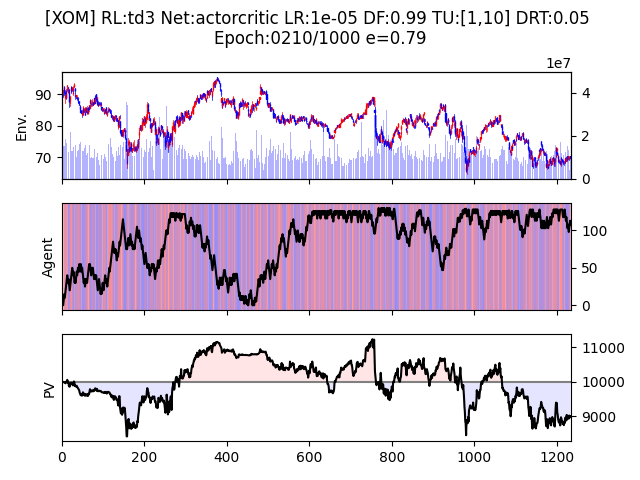 [XOM] RL:td3 Net:actorcritic LR:1e-05 DF:0.99 TU:[1,10] DRT:0.05
Epoch:0210/1000 e=0.79
1e7
90
80
70
Env.
4
2
0
Agent
100
50
0
PV
11000
10000
9000
0 200 400 600 800 1000 1200